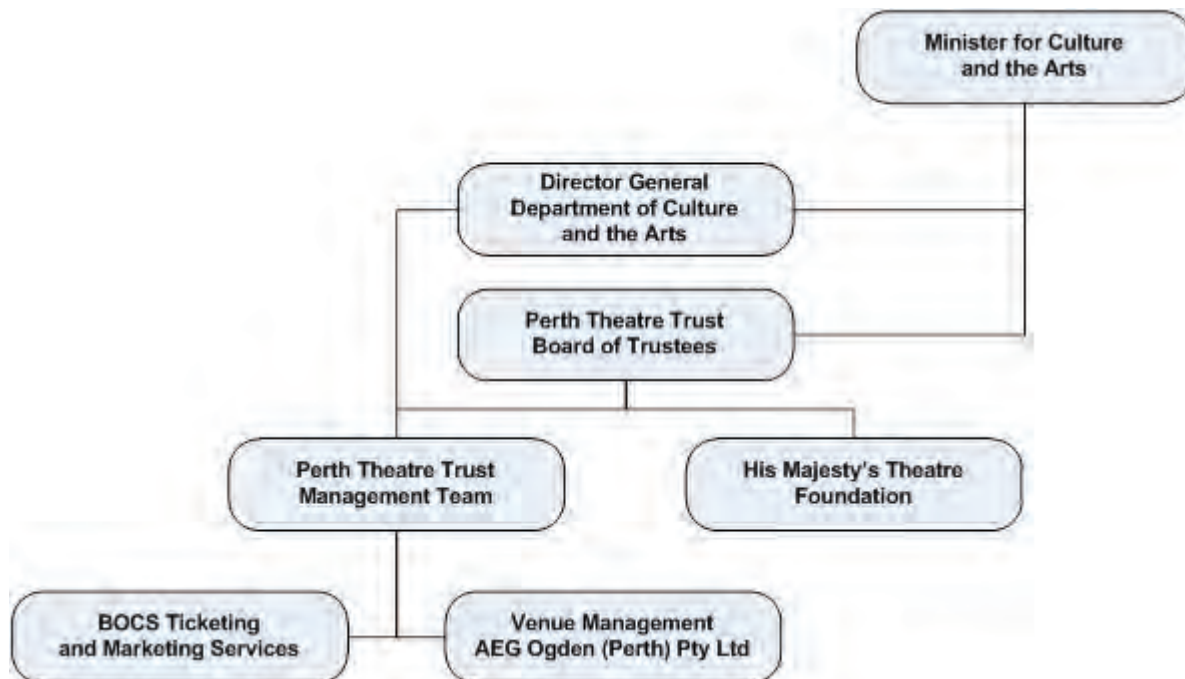 Minister for Culture
and the Arts
Director General
Department of Culture
and the Arts
Perth Theatre Trust
Board of Trustees
Perth Theatre Trust
Management Team
His Majesty's Theatre
Foundation
BOCS Ticketing
and Marketing Services
Venue Management
AEG Ogden (Perth) Pty Ltd